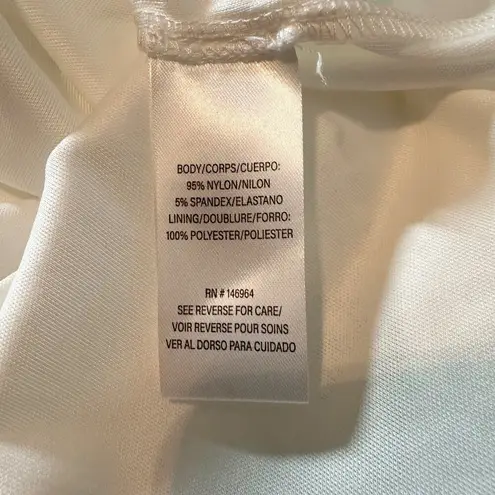 BODY/CORPS/CUERPO:
95% NYLON/NILON
5% SPANDEX/ELASTANO
LINING/DOUBLURE/FORRO:
100% POLYESTER/POLIESTER
RN # 146964
SEE REVERSE FOR CARE/
VOIR REVERSE POUR SOINS
VER AL DORSO PARA CUIDADO